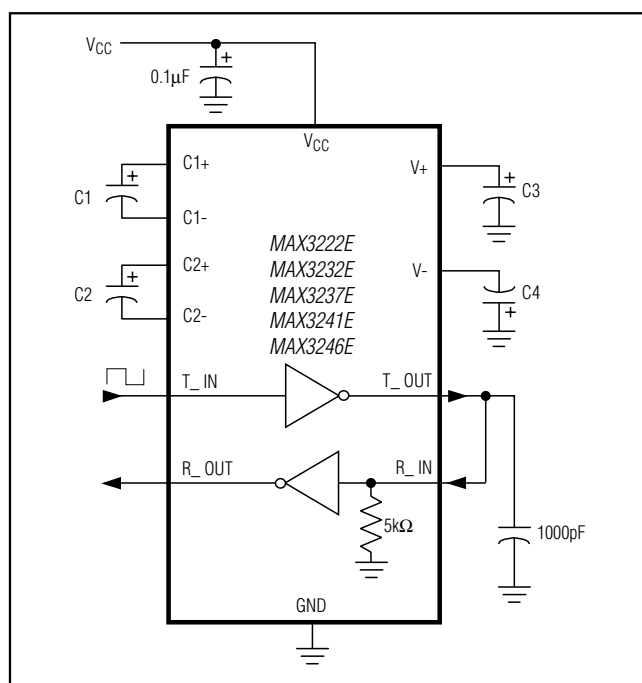 VCC
0.1µF
VCC
C1+
V+
C1
C3
C1-
MAX3222E
C2+
MAX3232E
V-
C2
MAX3237E
C4
C2-
MAX3241E
MAX3246E
T_ IN
T_ OUT
R_ OUT
R_ IN
5kΩ
1000pF
GND